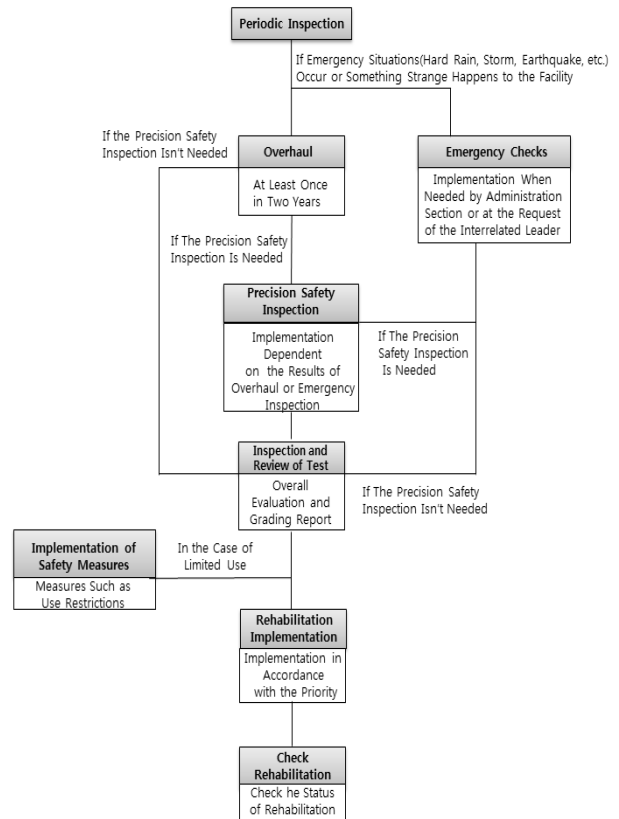 Periodic Inspection
If Emergency Situations(Hard Rain, Storm, Earthquake, etc.)
Occur or Something Strange Happens to the Facility
If the Precision Safety
Inspection Isn't Needed
Overhaul
At Least Once
in Two Years
Emergency Checks
Implementation When
Needed by Administration
Section or at the Request
of the Interrelated Leader
If The Precision Safety
Inspection Is Needed
Precision Safety
Inspection
Implementation
Dependent
on the Results of
Overhaul or Emergency
Inspection
If The Precision
Safety Inspection
Is Needed
Inspection and
Review of Test
Overall
Evaluation and
Grading Report
If The Precision Safety
Inspection Isn't Needed
Implementation of
Safety Measures
Measures Such as
Use Restrictions
In the Case of
Limited Use
Rehabilitation
Implementation
Implementation in
Accordance
with the Priority
Check
Rehabilitation
Check he Status
of Rehabilitation